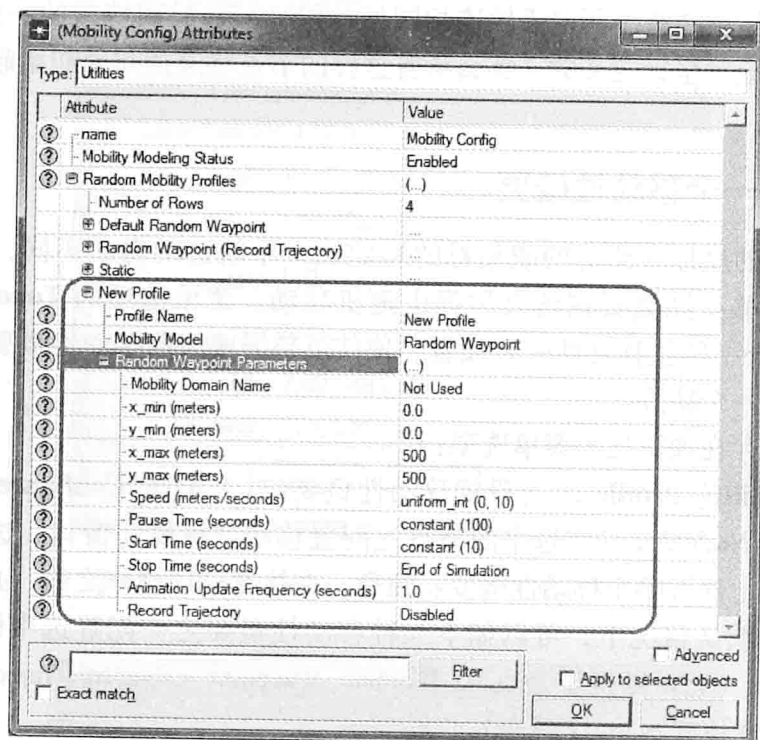 (Mobility Config) Attributes
Type: Utilities
Attribute Value
name Mobility Config
Mobility Modeling Status Enabled
Random Mobility Profiles (...)
Number of Rows 4
Default Random Waypoint ...
Random Waypoint (Record Trajectory) ...
Static ...
New Profile
Profile Name New Profile
Mobility Model Random Waypoint
Random Waypoint Parameters (...)
Mobility Domain Name Not Used
x_min (meters) 0.0
y_min (meters) 0.0
x_max (meters) 500
y_max (meters) 500
Speed (meters/seconds) uniform_int (0, 10)
Pause Time (seconds) constant (100)
Start Time (seconds) constant (10)
Stop Time (seconds) End of Simulation
Animation Update Frequency (seconds) 1.0
Record Trajectory Disabled
Advanced
Filter
Apply to selected objects
Exact match
OK Cancel